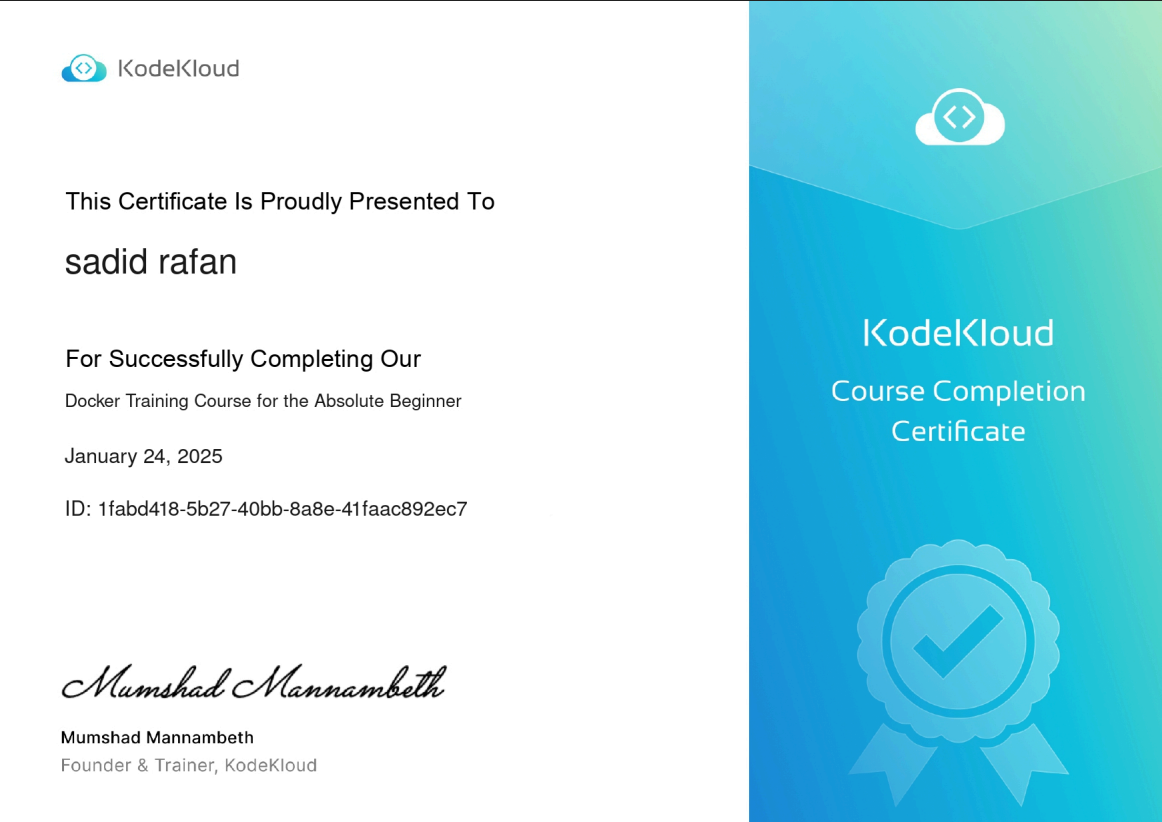 KodeKloud
This Certificate Is Proudly Presented To
sadid rafan
For Successfully Completing Our
Docker Training Course for the Absolute Beginner
January 24, 2025
ID: 1fabd418-5b27-40bb-8a8e-41faac892ec7
Mumshad Mannambeth
Mumshad Mannambeth
Founder & Trainer, KodeKloud
KodeKloud
Course Completion
Certificate